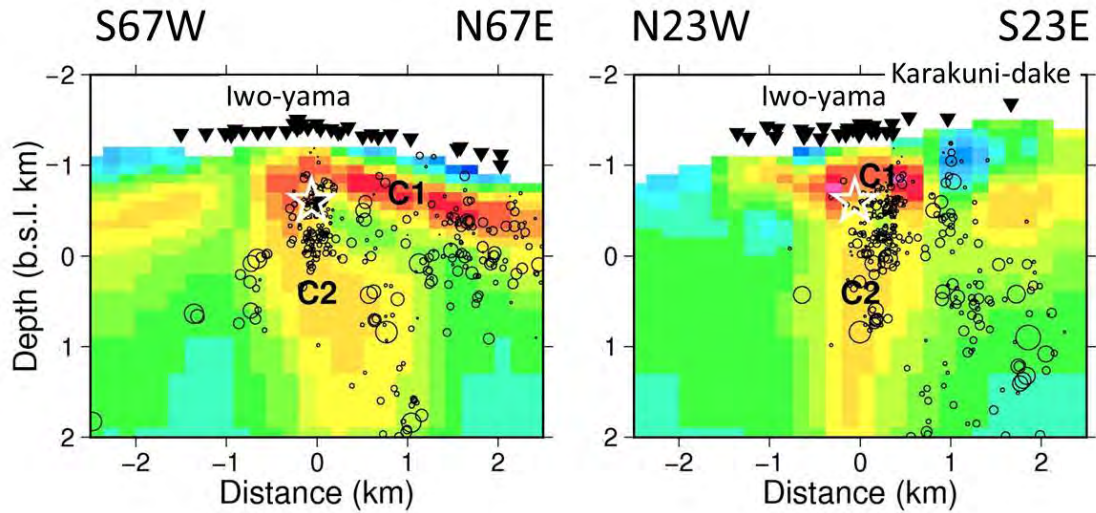 S67W N67E N23W S23E
Iwo-yama Iwo-yama Karakuni-dake
−2 −2
−1 −1
C1 C1
0 0
C2 C2
1 1
2 2
Depth (b.s.l. km)
−2 −1 0 1 2 −2 −1 0 1 2
Distance (km) Distance (km)